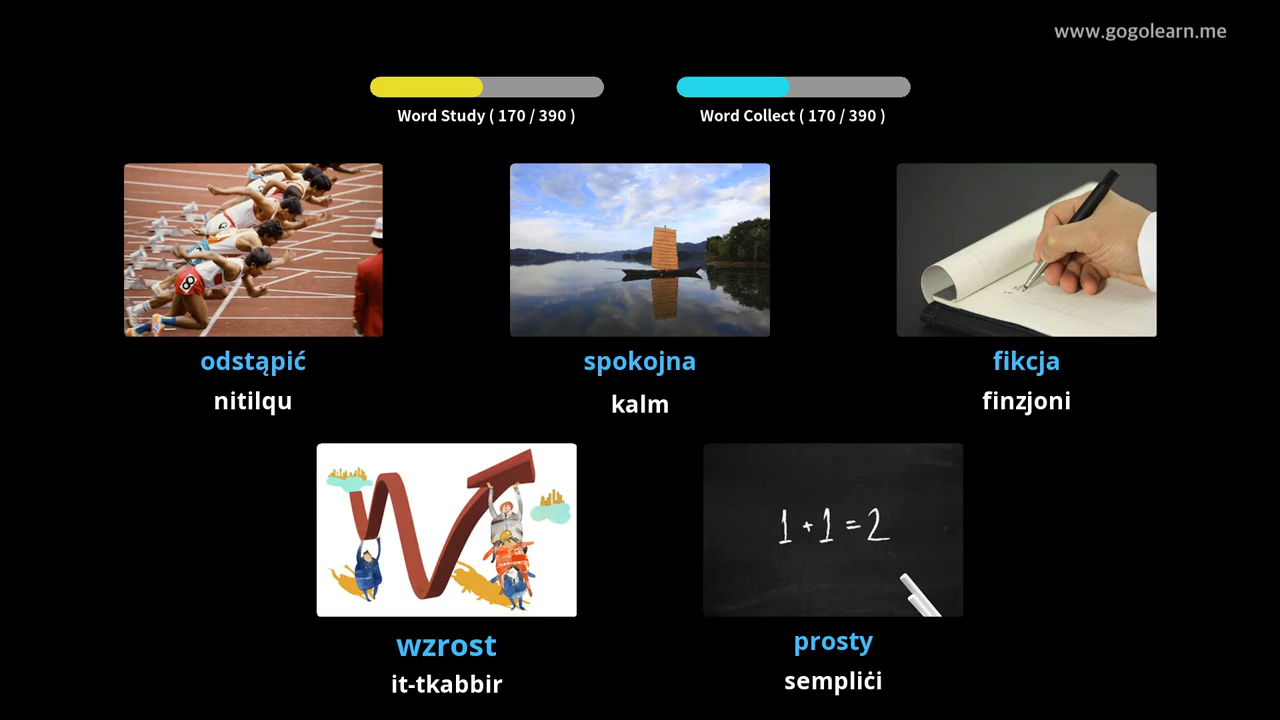 www.gogolearn.me
Word Study ( 170 / 390 )
Word Collect ( 170 / 390 )
8
odstąpić
nitilqu
spokojna
kalm
fikcja
finzjoni
1 + 1 = 2
wzrost
it-tkabbir
prosty
sempliċi